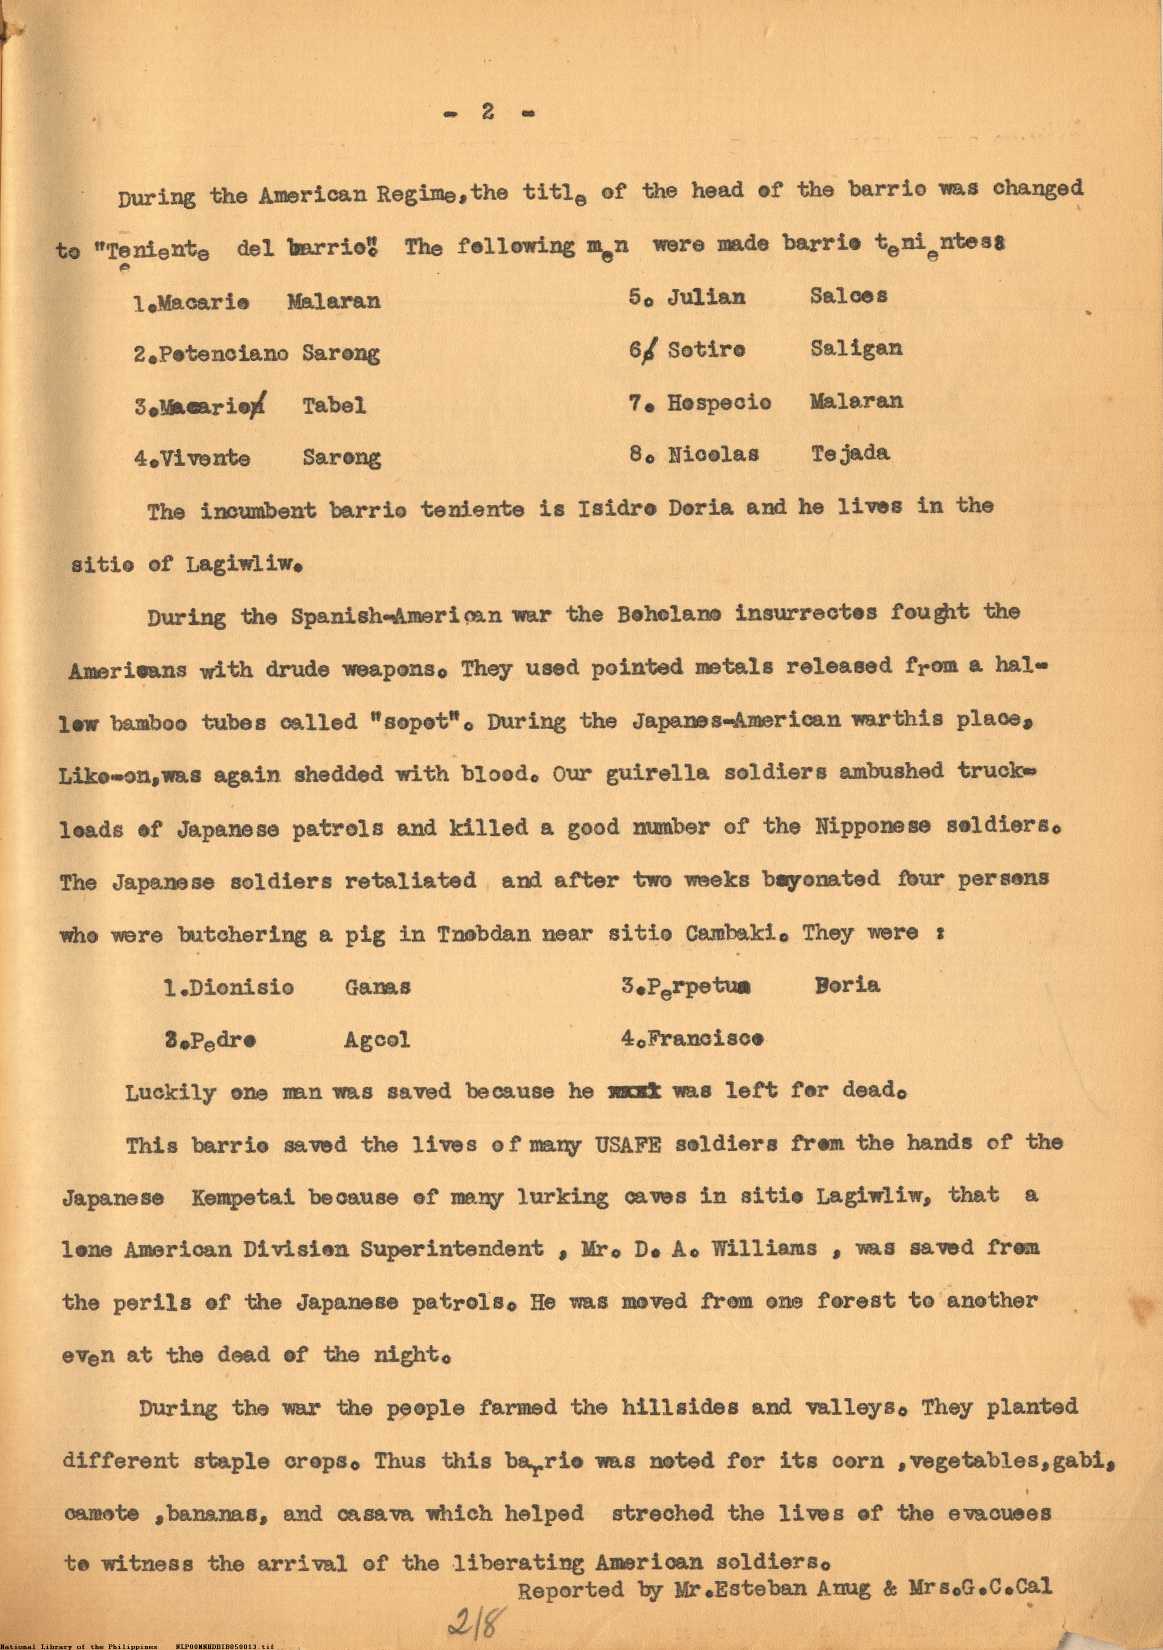 - 2 -
During the American Regime,the title of the head of the barrio was changed
to "Teniente del barrio". The following men were made barrio tenientes:
1.Macario Malaran 5. Julian Salces
2.Potenciano Sarong 6. Sotiro Saligan
3.Macario Tabel 7. Hospecio Malaran
4.Vivente Sarong 8. Nicolas Tejada
The incumbent barrio teniente is Isidro Doria and he lives in the
sitio of Lagiwliw.
During the Spanish-American war the Boholano insurrectos fought the
Americans with drude weapons. They used pointed metals released from a hal-
low bamboo tubes called "sopot". During the Japanes-American warthis place,
Liko-on,was again shedded with blood. Our guirella soldiers ambushed truck-
loads of Japanese patrols and killed a good number of the Nipponese soldiers.
The Japanese soldiers retaliated and after two weeks bayonated four persons
who were butchering a pig in Tnobdan near sitio Cambaki. They were :
1.Dionisio Ganas 3.Perpetua Doria
2.Pedro Agcol 4.Francisco
Luckily one man was saved because he was left for dead.
This barrio saved the lives of many USAFE soldiers from the hands of the
Japanese Kempetai because of many lurking caves in sitio Lagiwliw, that a
lone American Division Superintendent , Mr. D. A. Williams , was saved from
the perils of the Japanese patrols. He was moved from one forest to another
even at the dead of the night.
During the war the people farmed the hillsides and valleys. They planted
different staple crops. Thus this barrio was noted for its corn ,vegetables,gabi,
camote ,bananas, and casava which helped streched the lives of the evacuees
to witness the arrival of the liberating American soldiers.
Reported by Mr.Esteban Anug & Mrs.G.C.Cal
218
National Library of the Philippines NLPOOMNHDDBIB050013.tif